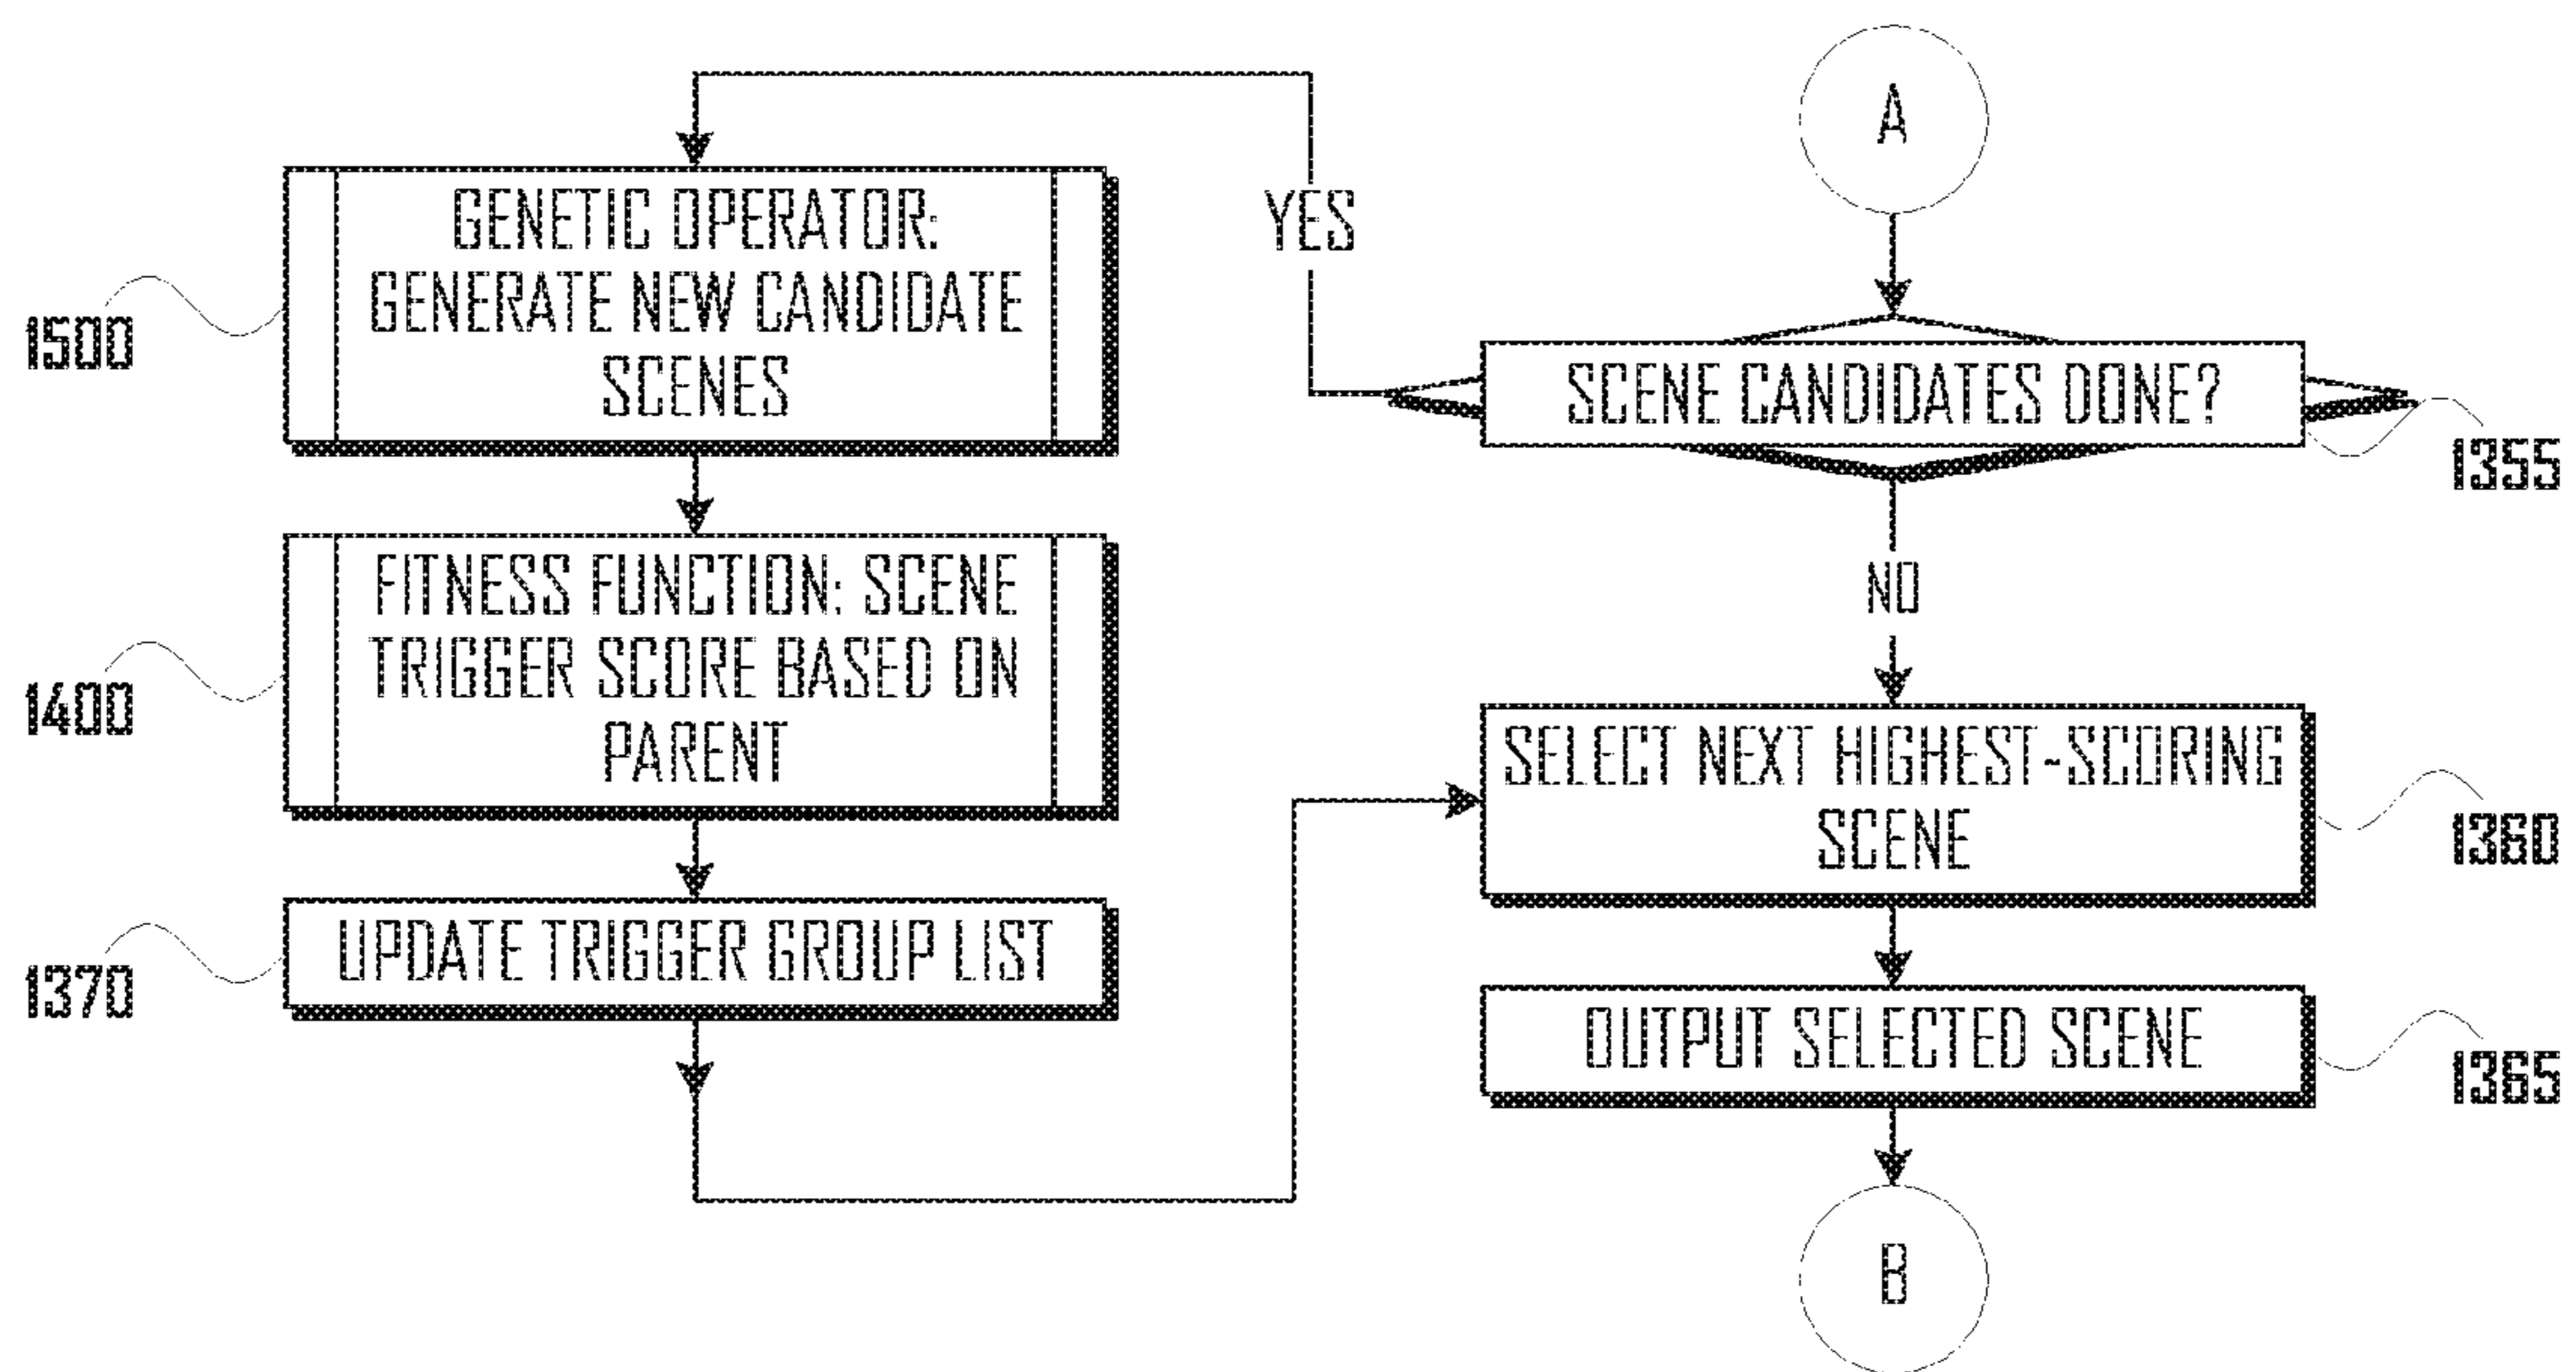 A
SCENE CANDIDATES DONE?
1355
YES
NO
GENETIC OPERATOR:
GENERATE NEW CANDIDATE
SCENES
1500
FITNESS FUNCTION: SCENE
TRIGGER SCORE BASED ON
PARENT
1400
UPDATE TRIGGER GROUP LIST
1370
SELECT NEXT HIGHEST-SCORING
SCENE
1360
OUTPUT SELECTED SCENE
1365
B